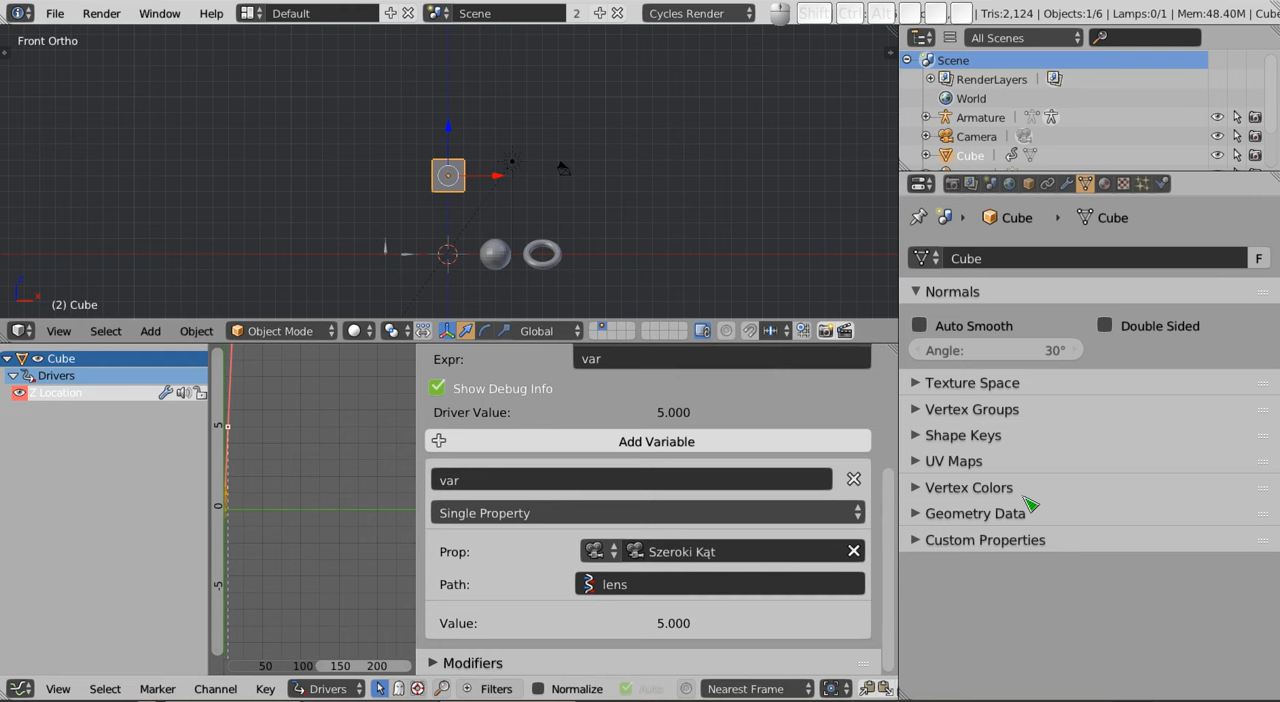 File Render Window Help Default Scene 2 Cycles Render Shift Ctrl Alt | Tris:2,124 | Objects:1/6 | Lamps:0/1 | Mem:48.40M | Cube
Front Ortho
(2) Cube
View Select Add Object Object Mode Global
All Scenes
Scene
RenderLayers |
World
Armature |
Camera |
Cube |
Cube Cube
Cube F
Normals
Auto Smooth Double Sided
Angle: 30°
Texture Space
Vertex Groups
Shape Keys
UV Maps
Vertex Colors
Geometry Data
Custom Properties
Cube
Drivers
Z Location
5
0
-5
50 100 150 200
Expr: var
Show Debug Info
Driver Value: 5.000
Add Variable
var
Single Property
Prop: Szeroki Kąt
Path: lens
Value: 5.000
Modifiers
View Select Marker Channel Key Drivers Filters Normalize Auto Nearest Frame